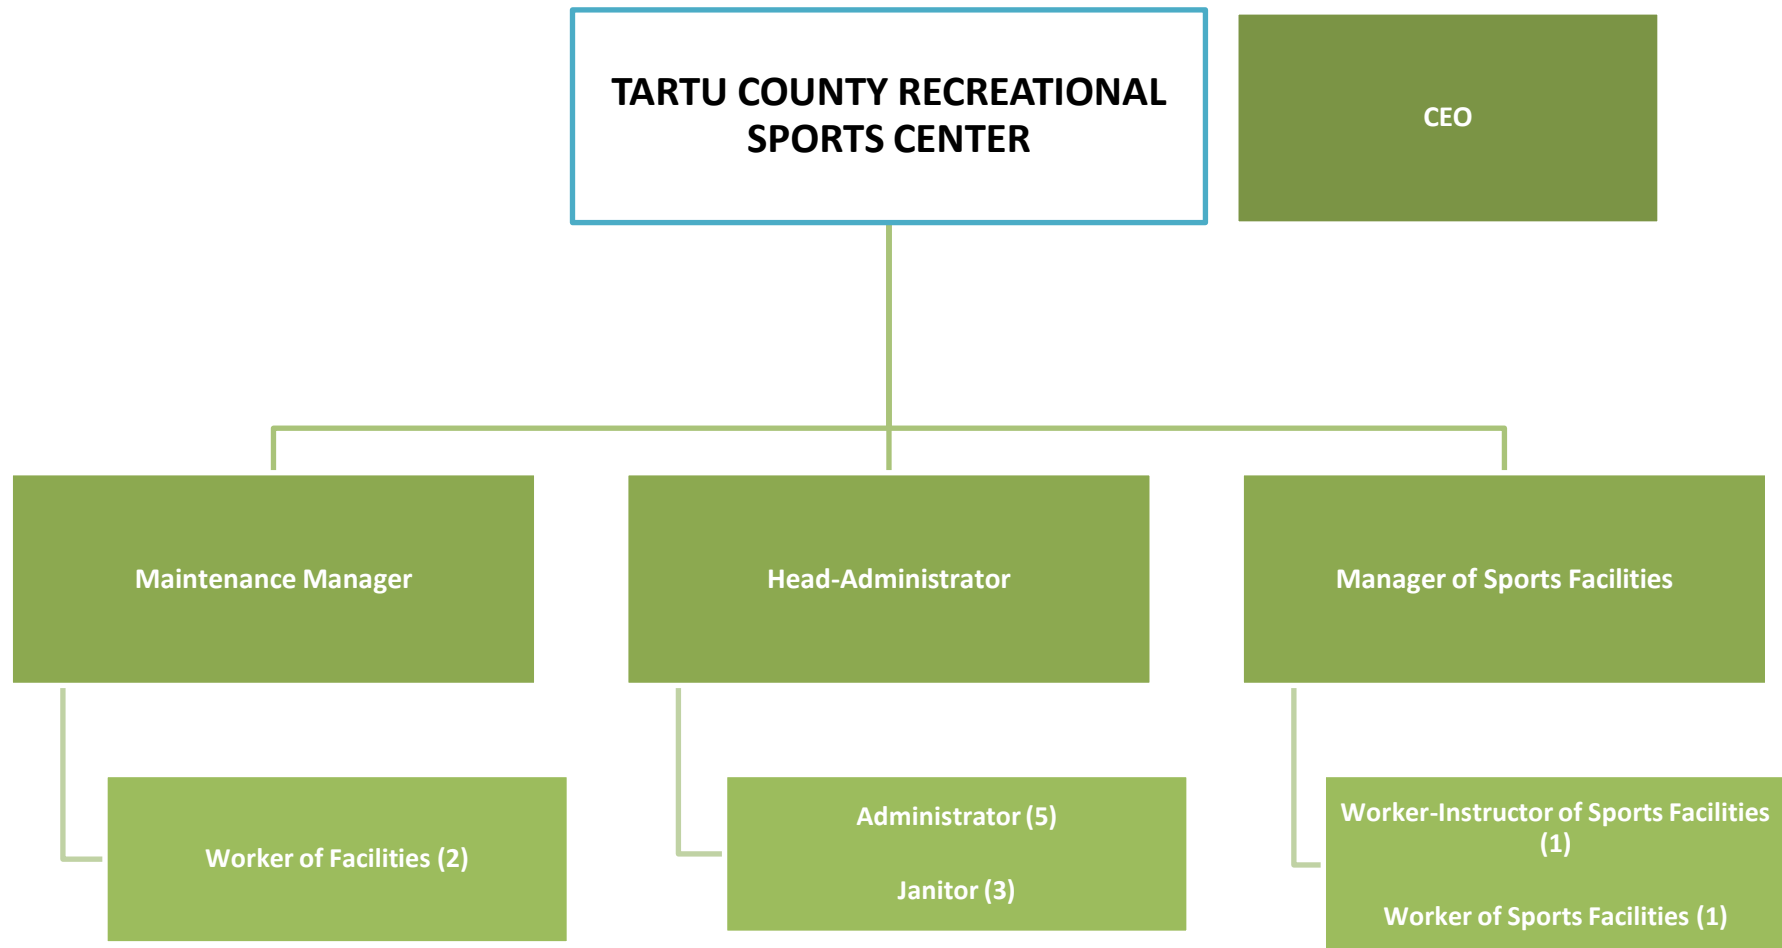 TARTU COUNTY RECREATIONAL
SPORTS CENTER
CEO
Maintenance Manager
Head-Administrator
Manager of Sports Facilities
Worker of Facilities (2)
Administrator (5)
Janitor (3)
Worker-Instructor of Sports Facilities
(1)
Worker of Sports Facilities (1)